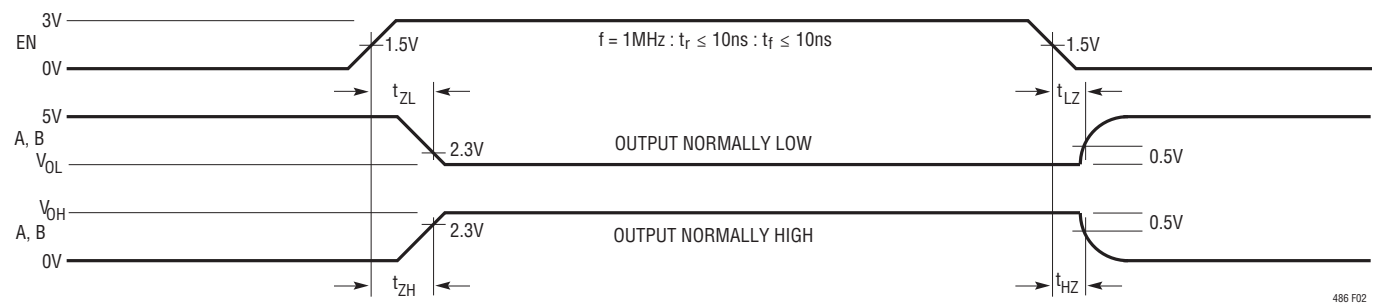 3V
EN
0V
1.5V
f = 1MHz : tr ≤ 10ns : tf ≤ 10ns
1.5V
tZL
tLZ
5V
A, B
VOL
2.3V
OUTPUT NORMALLY LOW
0.5V
VOH
A, B
0V
2.3V
OUTPUT NORMALLY HIGH
0.5V
tZH
tHZ
486 F02